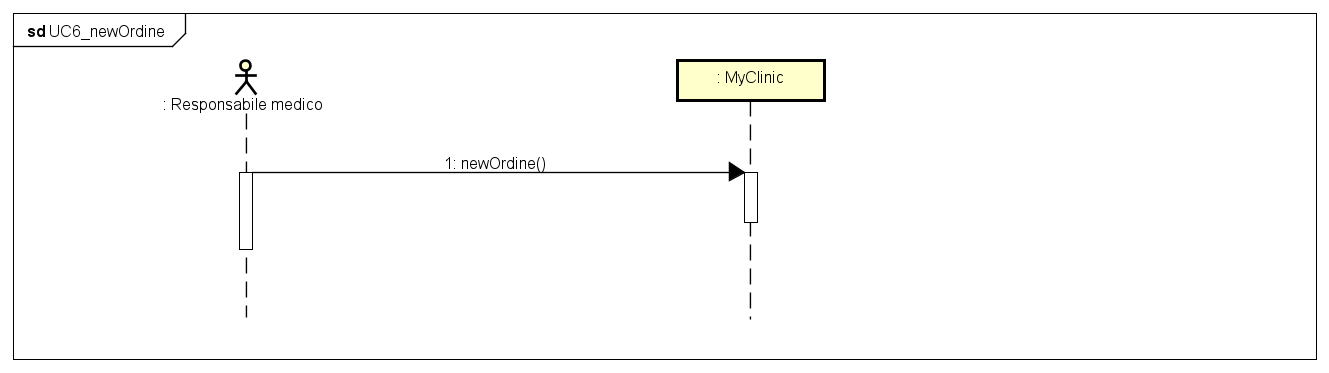 sd UC6_newOrdine
: Responsabile medico
: MyClinic
1: newOrdine()